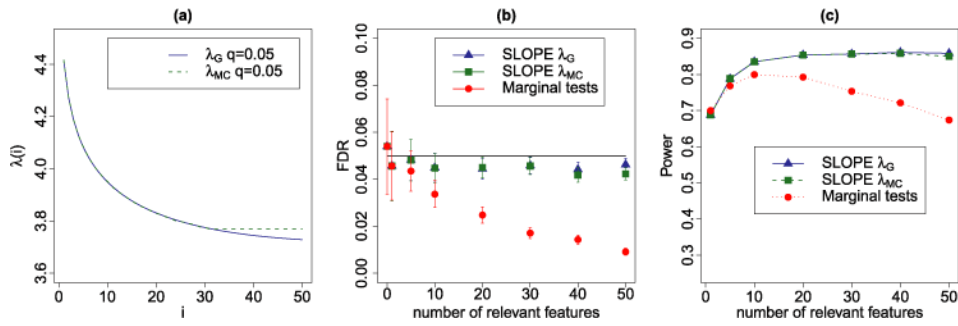 (a)
λ(i)
4.4
4.2
4.0
3.8
3.6
λG q=0.05
λMC q=0.05
0 10 20 30 40 50
i
(b)
FDR
0.10
0.08
0.06
0.04
0.02
0.00
SLOPE λG
SLOPE λMC
Marginal tests
0 10 20 30 40 50
number of relevant features
(c)
Power
0.9
0.8
0.7
0.6
0.5
0.4
0.3
0.2
0.1
SLOPE λG
SLOPE λMC
Marginal tests
0 10 20 30 40 50
number of relevant features